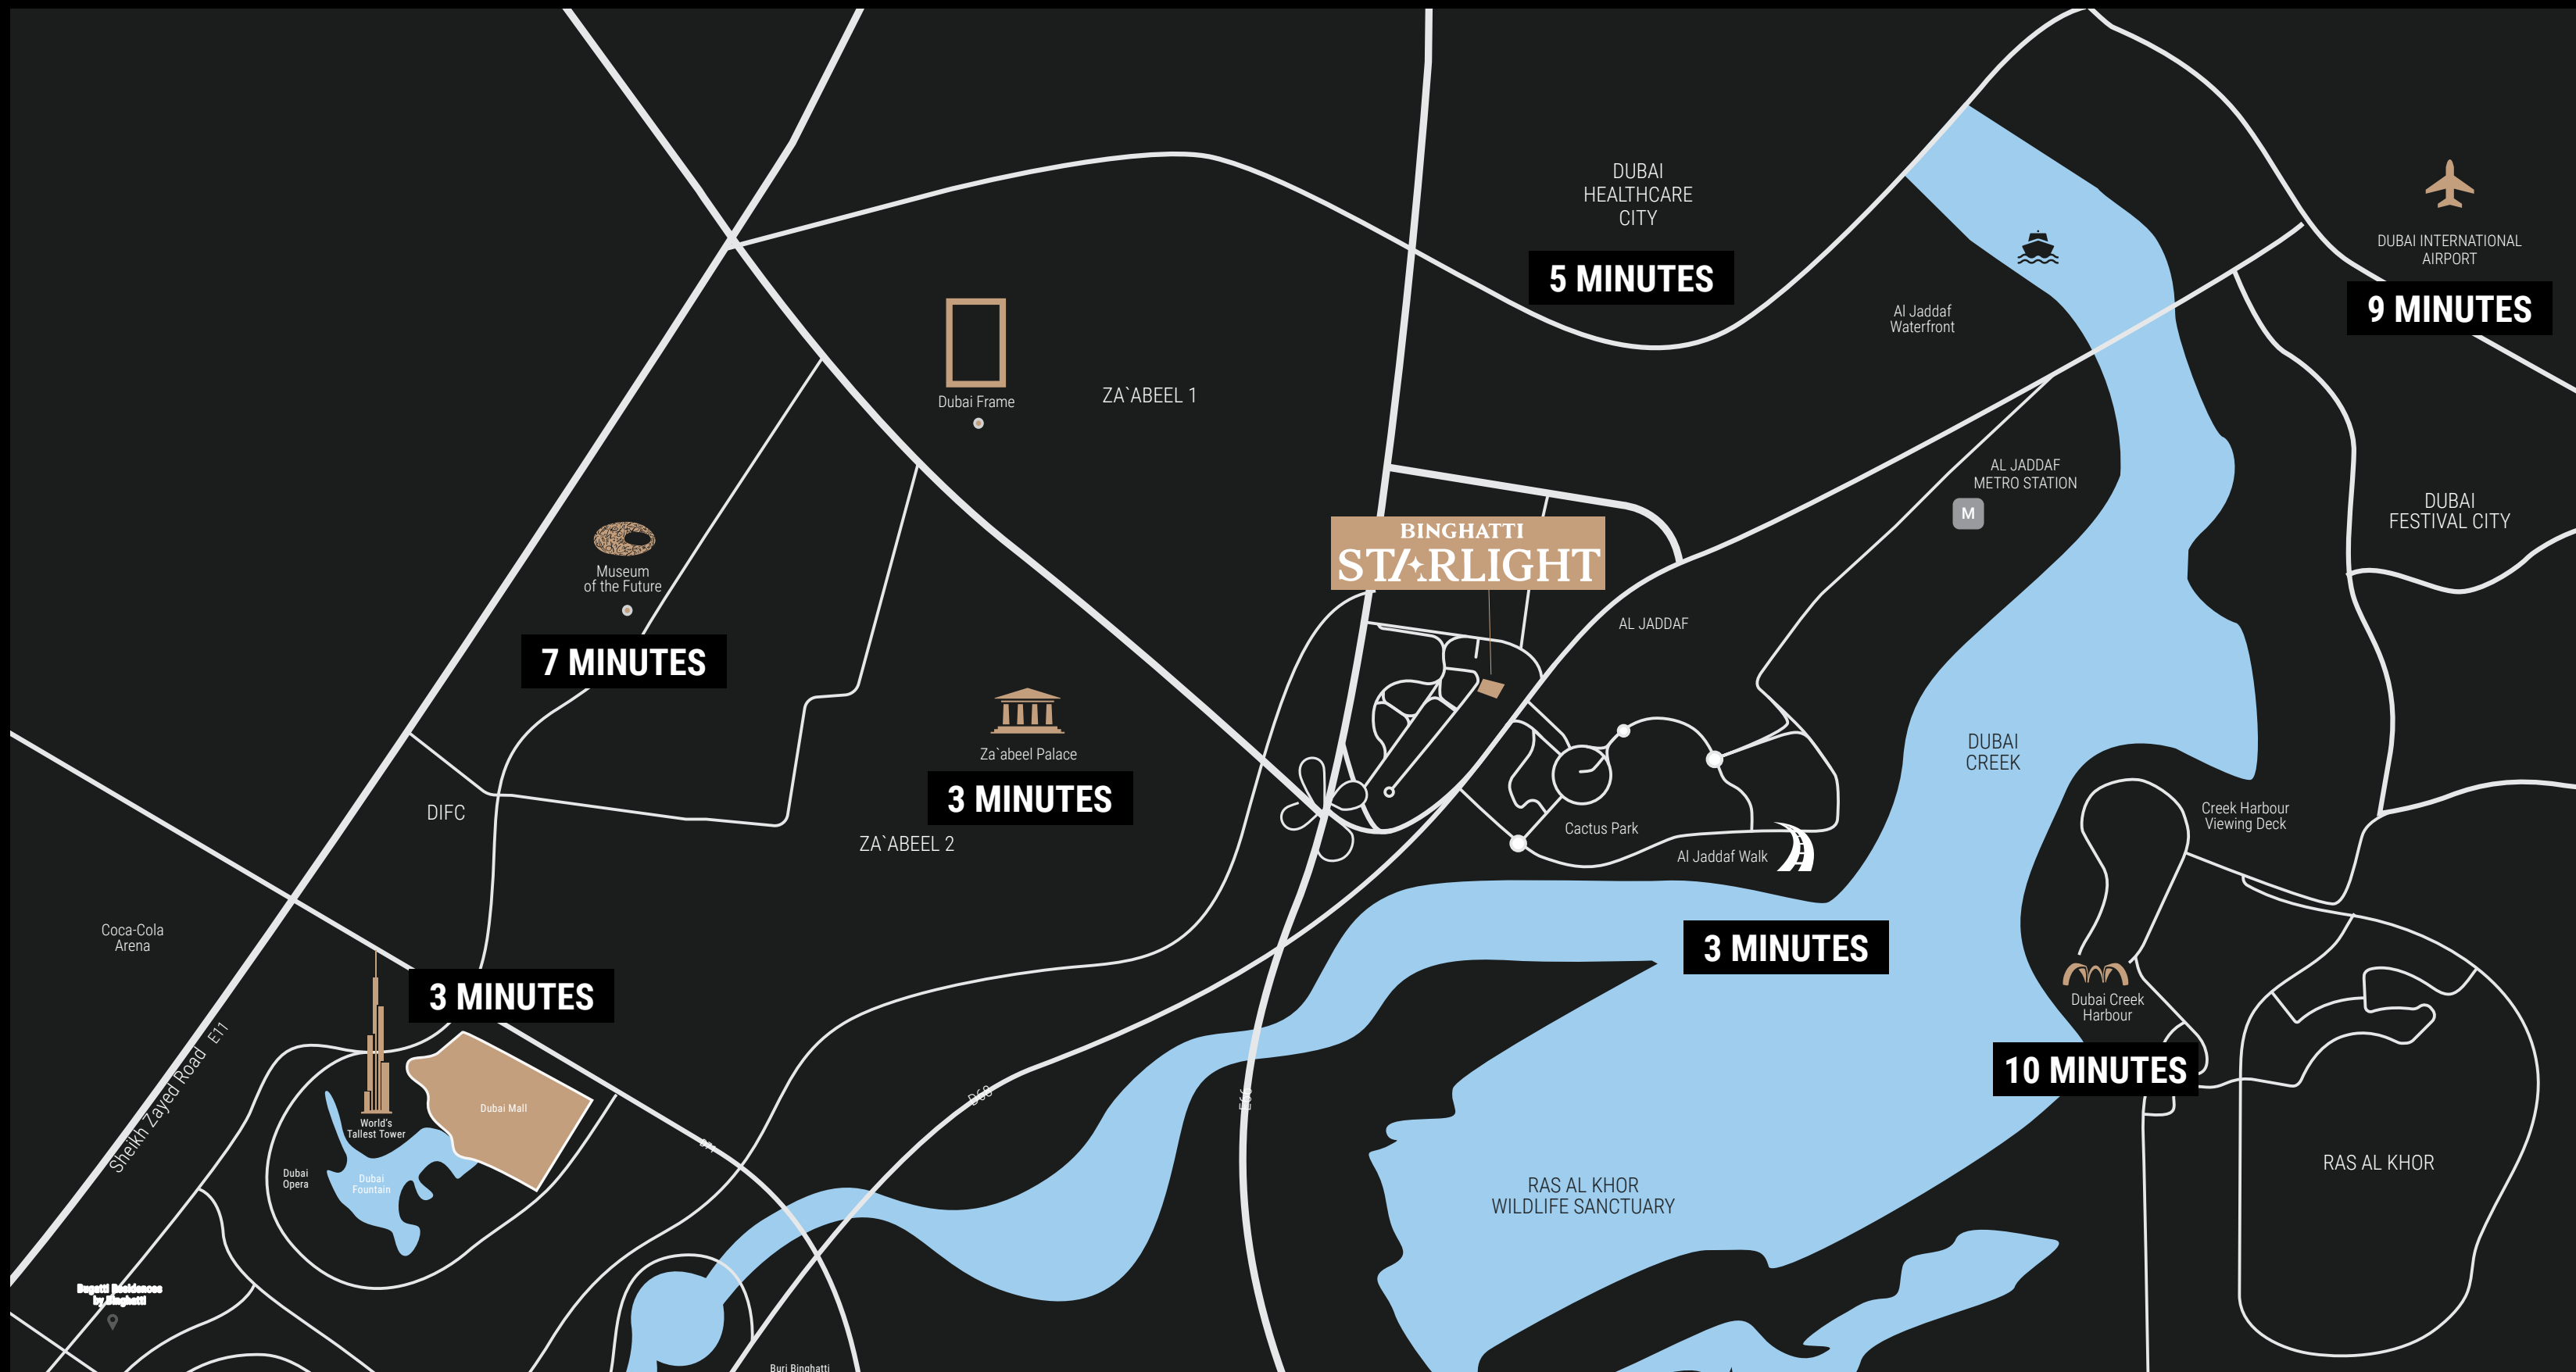 DUBAI
HEALTHCARE
CITY
5 MINUTES
DUBAI INTERNATIONAL
AIRPORT
9 MINUTES
Al Jaddaf
Waterfront
Dubai Frame
ZA`ABEEL 1
AL JADDAF
METRO STATION
M
DUBAI
FESTIVAL CITY
BINGHATTI
STARLIGHT
Museum
of the Future
7 MINUTES
AL JADDAF
Za`abeel Palace
3 MINUTES
DUBAI
CREEK
DIFC
ZA`ABEEL 2
Creek Harbour
Viewing Deck
Cactus Park
Al Jaddaf Walk
Coca-Cola
Arena
3 MINUTES
3 MINUTES
Dubai Creek
Harbour
10 MINUTES
Sheikh Zayed Road E11
D68
E66
Dubai Mall
World's
Tallest Tower
Dubai
Opera
Dubai
Fountain
RAS AL KHOR
RAS AL KHOR
WILDLIFE SANCTUARY
Bugatti Residences
by Binghatti
Burj Binghatti